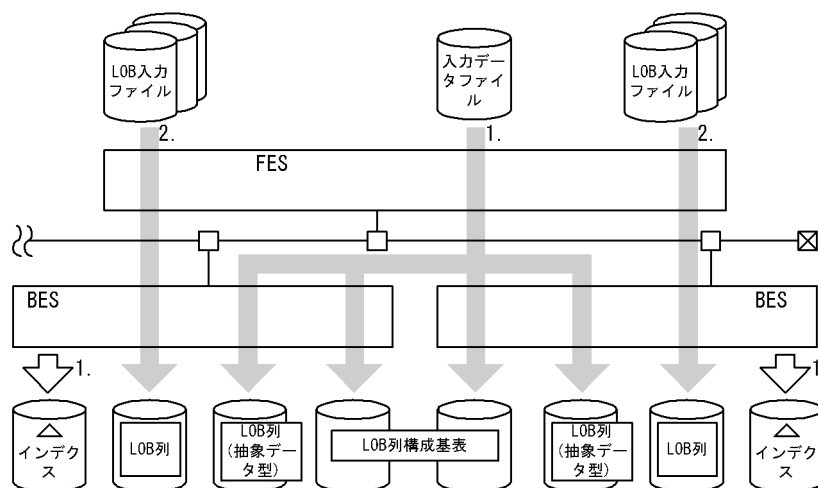 LOB入力
ファイル
入力デー
タファイ
ル
LOB入力
ファイル
2.
1.
2.
FES
BES
BES
1.
1
インデク
ス
LOB列
LOB列
(抽象デー
タ型)
LOB列構成基表
LOB列
(抽象デー
タ型)
LOB列
インデク
ス